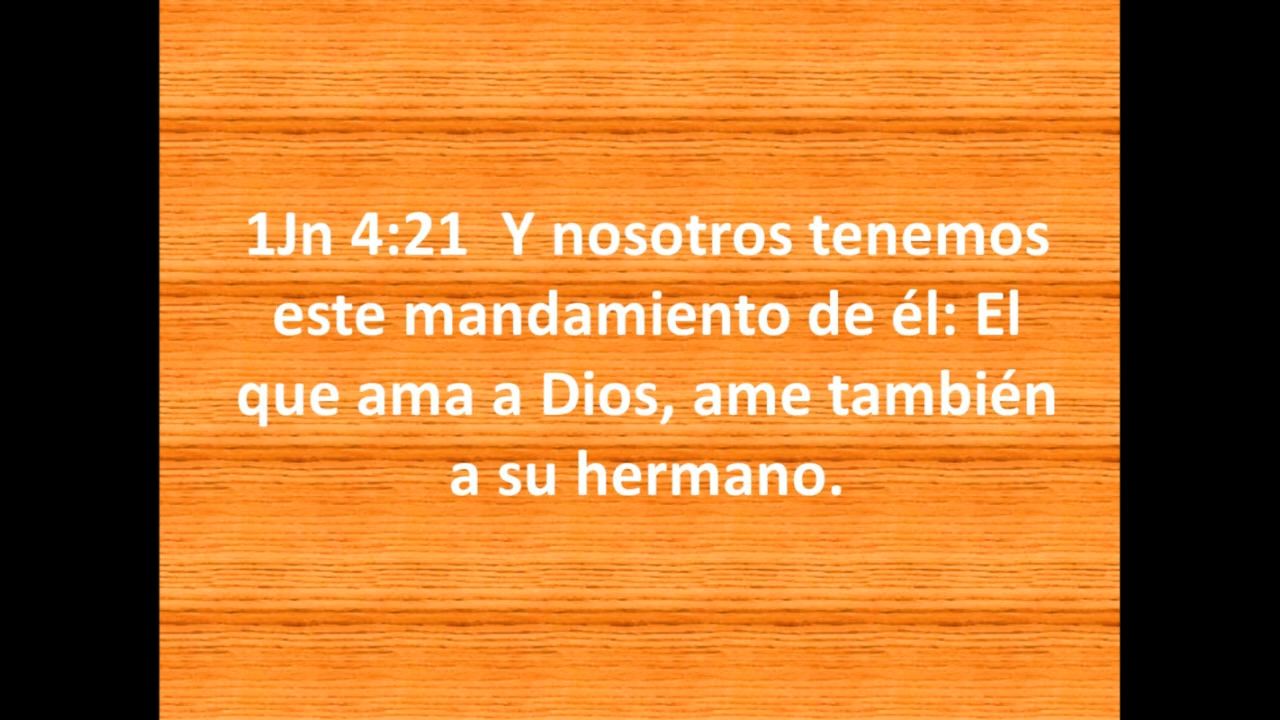 1Jn 4:21  Y nosotros tenemos
este mandamiento de él: El
que ama a Dios, ame también
a su hermano.